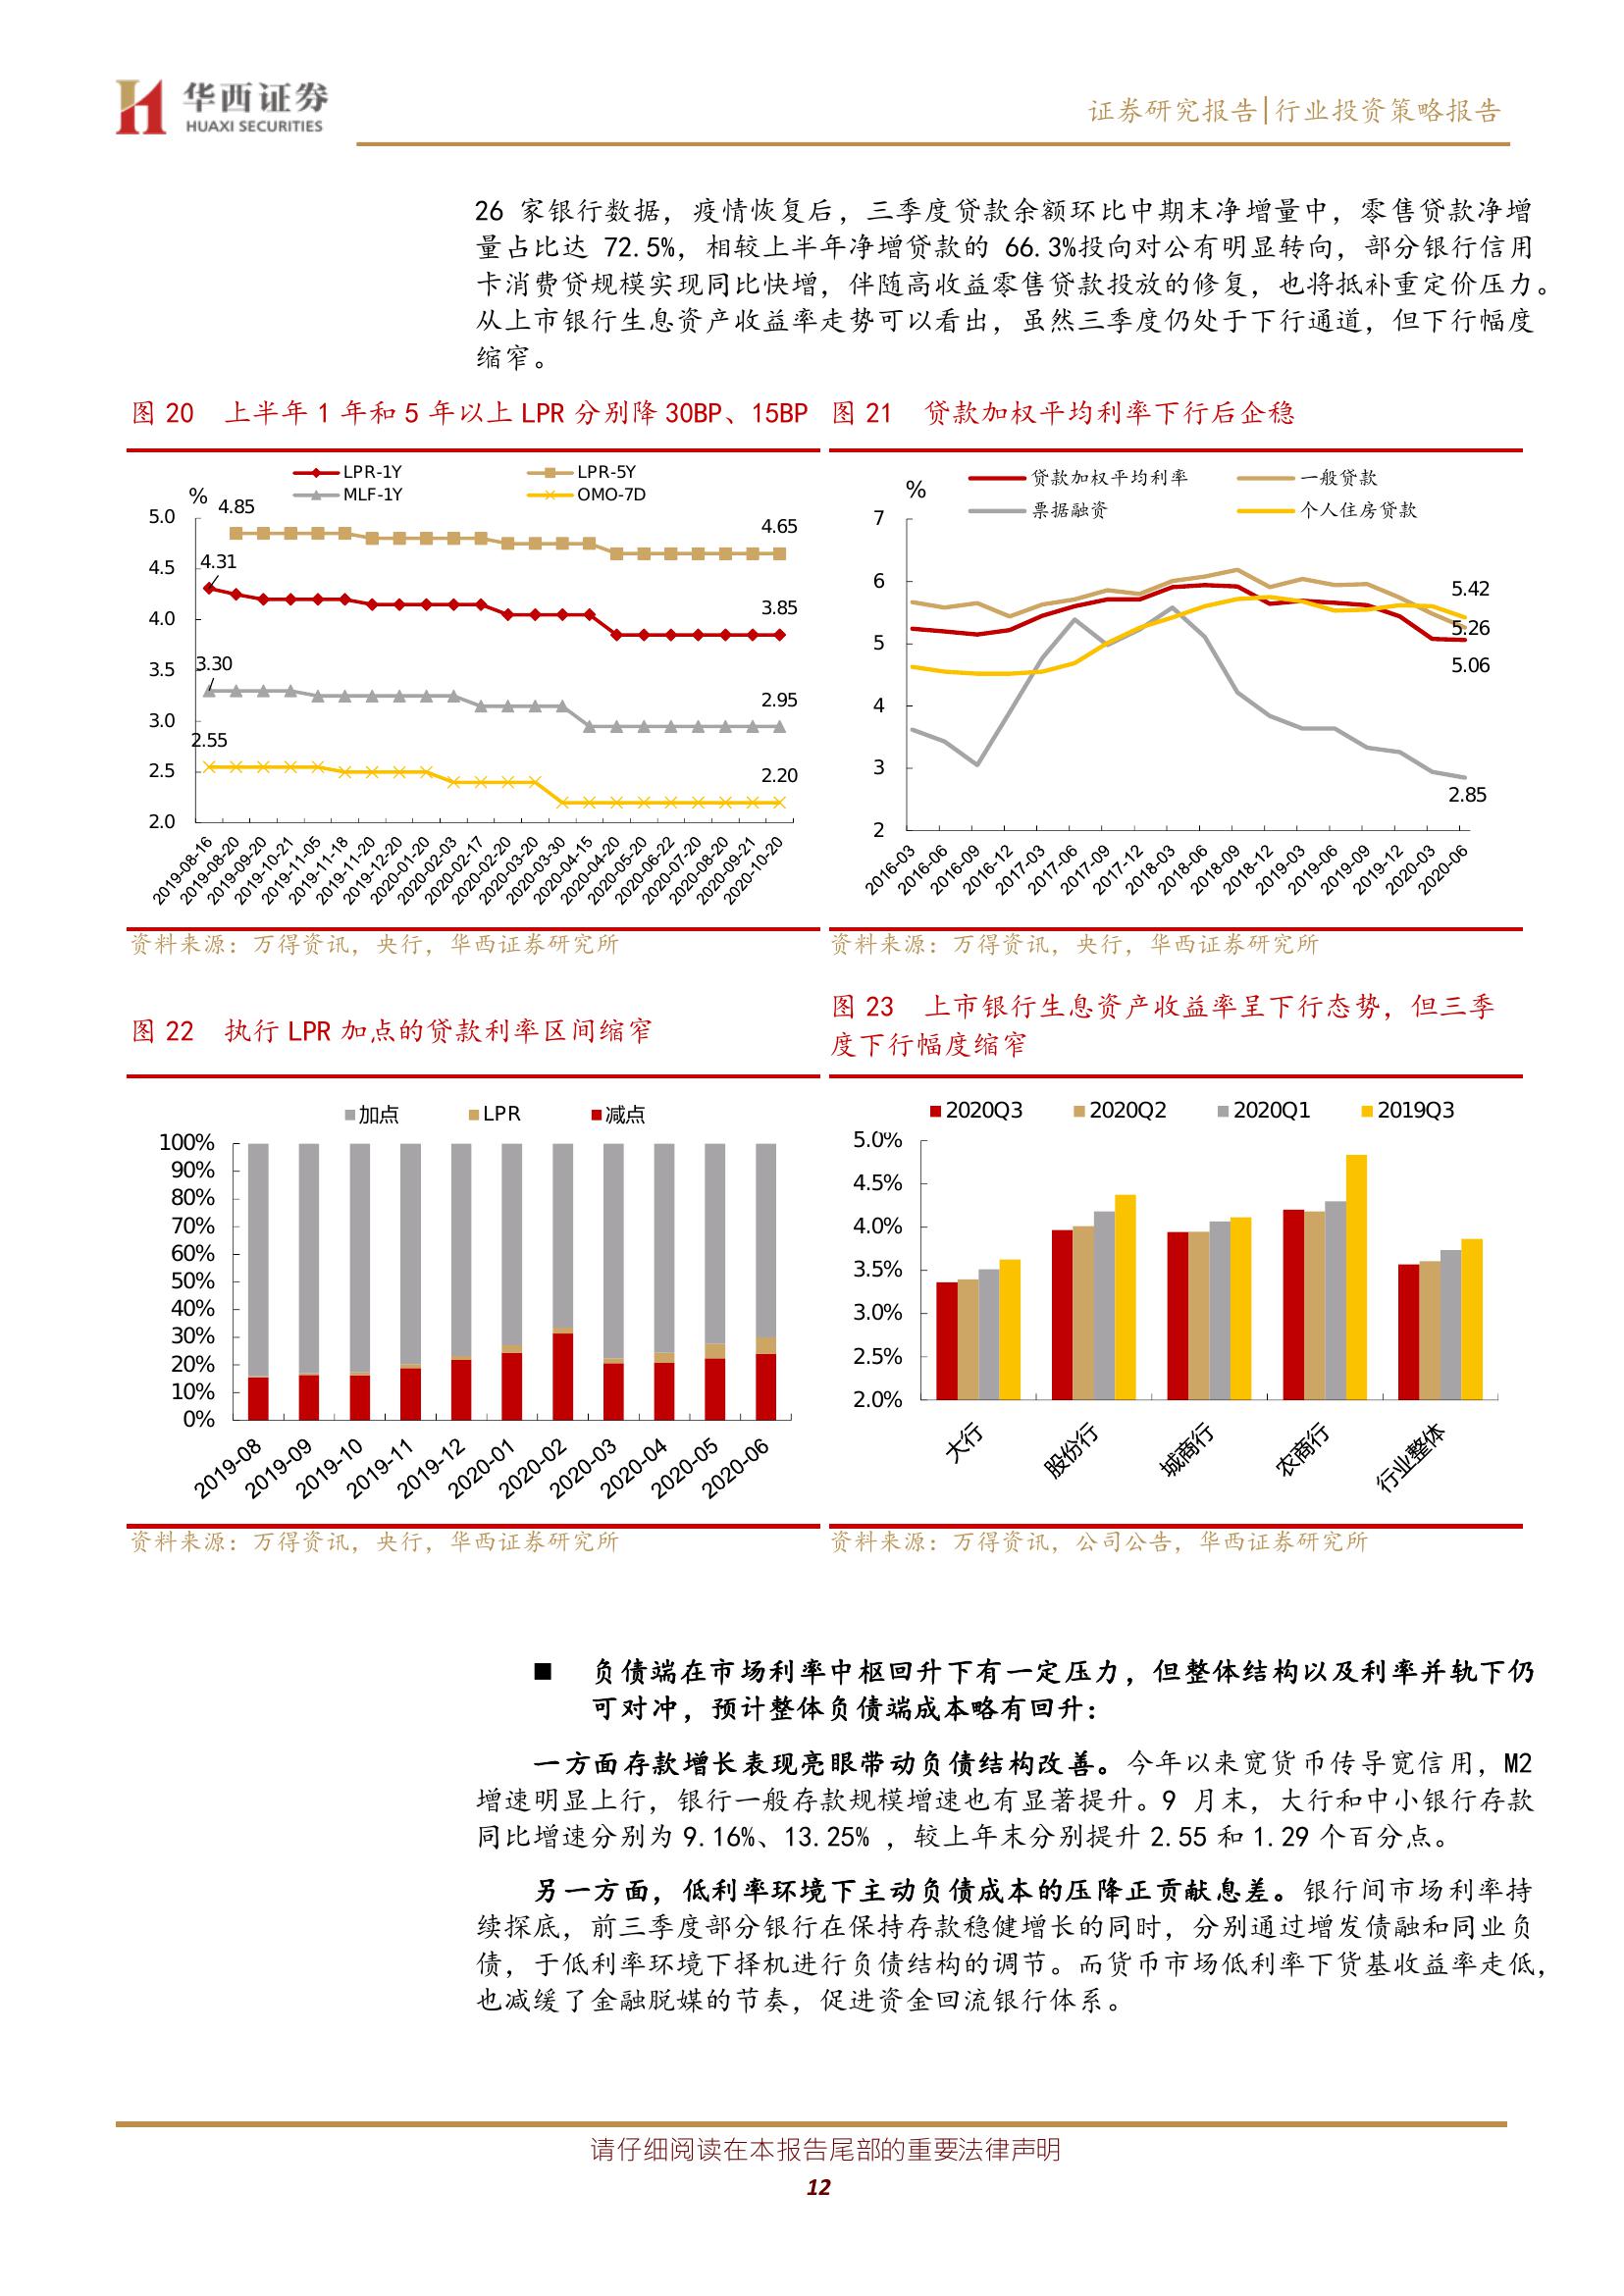 华西证券
HUAXI SECURITIES
证券研究报告|行业投资策略报告
26 家银行数据，疫情恢复后，三季度贷款余额环比中期末净增量中，零售贷款净增
量占比达 72.5%，相较上半年净增贷款的 66.3%投向对公有明显转向，部分银行信用
卡消费贷规模实现同比快增，伴随高收益零售贷款投放的修复，也将抵补重定价压力。
从上市银行生息资产收益率走势可以看出，虽然三季度仍处于下行通道，但下行幅度
缩窄。
图 20 上半年 1 年和 5 年以上 LPR 分别降 30BP、15BP
LPR-1Y
LPR-5Y
MLF-1Y
OMO-7D
%
5.0
4.5
4.0
3.5
3.0
2.5
2.0
4.85
4.65
4.31
3.85
3.30
2.95
2.55
2.20
2019-08-16
2019-08-20
2019-09-20
2019-10-21
2019-11-05
2019-11-18
2019-11-20
2019-12-20
2020-01-20
2020-02-03
2020-02-17
2020-02-20
2020-03-20
2020-03-30
2020-04-15
2020-04-20
2020-05-20
2020-06-22
2020-07-20
2020-08-20
2020-09-21
2020-10-20
资料来源：万得资讯，央行，华西证券研究所
图 21 贷款加权平均利率下行后企稳
贷款加权平均利率
一般贷款
票据融资
个人住房贷款
%
7
6
5
4
3
2
5.42
5.26
5.06
2.85
2016-03
2016-06
2016-09
2016-12
2017-03
2017-06
2017-09
2017-12
2018-03
2018-06
2018-09
2018-12
2019-03
2019-06
2019-09
2019-12
2020-03
2020-06
资料来源：万得资讯，央行，华西证券研究所
图 22 执行 LPR 加点的贷款利率区间缩窄
加点
LPR
减点
100%
90%
80%
70%
60%
50%
40%
30%
20%
10%
0%
2019-08
2019-09
2019-10
2019-11
2019-12
2020-01
2020-02
2020-03
2020-04
2020-05
2020-06
资料来源：万得资讯，央行，华西证券研究所
图 23 上市银行生息资产收益率呈下行态势，但三季
度下行幅度缩窄
2020Q3
2020Q2
2020Q1
2019Q3
5.0%
4.5%
4.0%
3.5%
3.0%
2.5%
2.0%
大行
股份行
城商行
农商行
行业整体
资料来源：万得资讯，公司公告，华西证券研究所
■ 负债端在市场利率中枢回升下有一定压力，但整体结构以及利率并轨下仍
可对冲，预计整体负债端成本略有回升：
一方面存款增长表现亮眼带动负债结构改善。今年以来宽货币传导宽信用，M2
增速明显上行，银行一般存款规模增速也有显著提升。9 月末，大行和中小银行存款
同比增速分别为 9.16%、13.25% ，较上年末分别提升 2.55 和 1.29 个百分点。
另一方面，低利率环境下主动负债成本的压降正贡献息差。银行间市场利率持
续探底，前三季度部分银行在保持存款稳健增长的同时，分别通过增发债融和同业负
债，于低利率环境下择机进行负债结构的调节。而货币市场低利率下货基收益率走低，
也减缓了金融脱媒的节奏，促进资金回流银行体系。
请仔细阅读在本报告尾部的重要法律声明
12